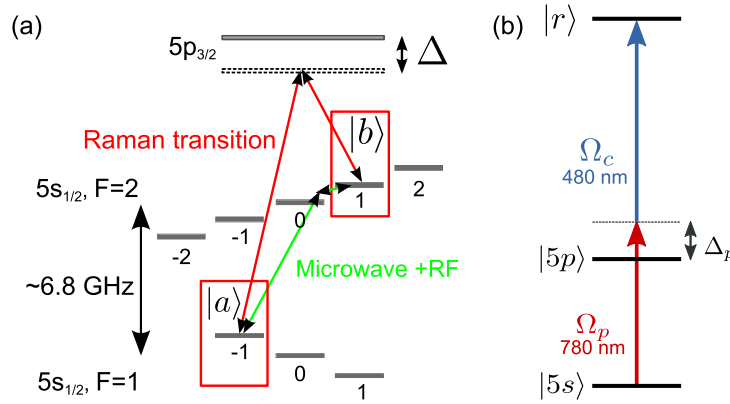 (a)
5p3/2
Δ
Raman transition
|b⟩
5s1/2, F=2
-2
-1
0
1
2
~6.8 GHz
Microwave +RF
|a⟩
5s1/2, F=1
-1
0
1
(b)
|r⟩
Ωc
480 nm
Δp
|5p⟩
Ωp
780 nm
|5s⟩